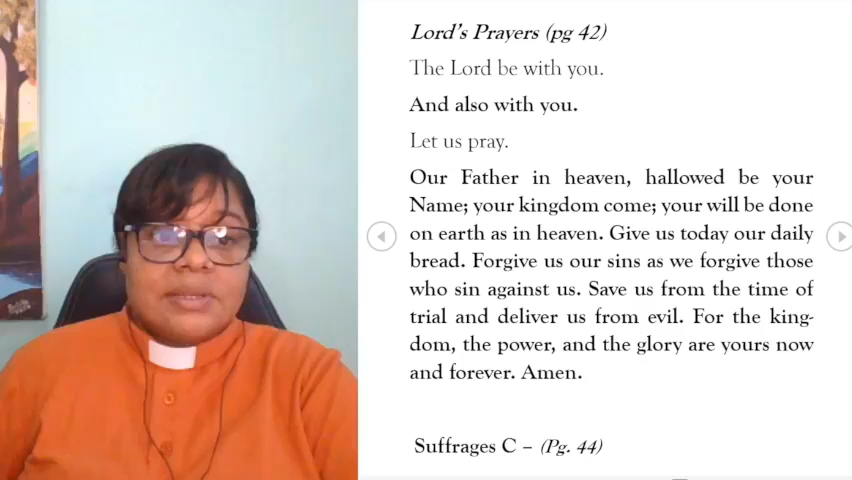 Lord's Prayers (pg 42)
The Lord be with you.
And also with you.
Let us pray.
Our Father in heaven, hallowed be your
Name; your kingdom come; your will be done
on earth as in heaven. Give us today our daily
bread. Forgive us our sins as we forgive those
who sin against us. Save us from the time of
trial and deliver us from evil. For the king-
dom, the power, and the glory are yours now
and forever. Amen.
Suffrages C – (Pg. 44)